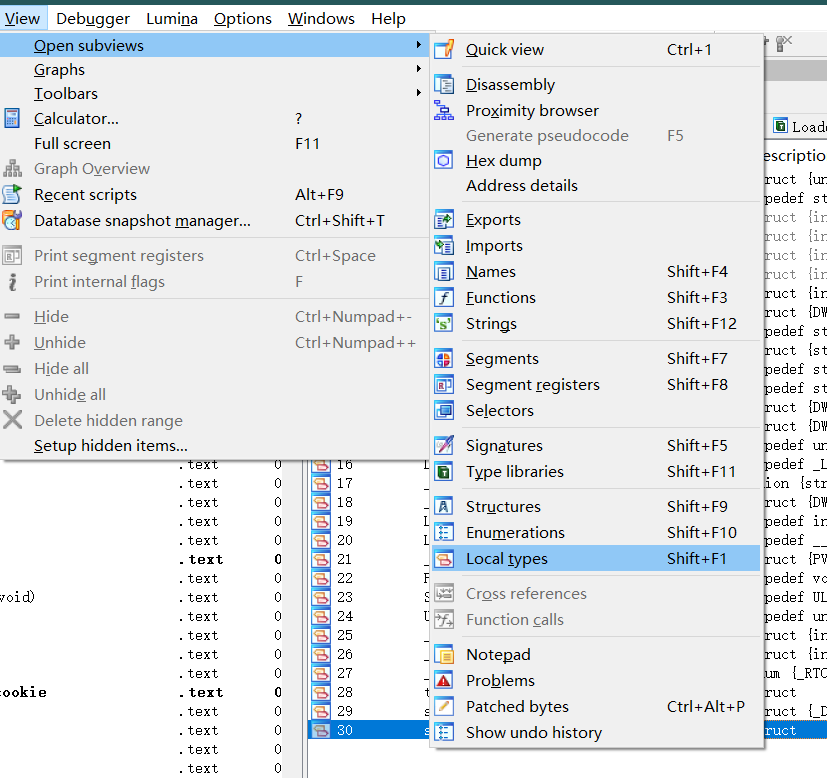 View Debugger Lumina Options Windows Help
Open subviews
Graphs
Toolbars
Calculator... ?
Full screen F11
Graph Overview
Recent scripts Alt+F9
Database snapshot manager... Ctrl+Shift+T
Print segment registers Ctrl+Space
Print internal flags F
Hide Ctrl+Numpad+-
Unhide Ctrl+Numpad++
Hide all
Unhide all
Delete hidden range
Setup hidden items...
Quick view Ctrl+1
Disassembly
Proximity browser
Generate pseudocode F5
Hex dump
Address details
Exports
Imports
Names Shift+F4
Functions Shift+F3
Strings Shift+F12
Segments Shift+F7
Segment registers Shift+F8
Selectors
Signatures Shift+F5
Type libraries Shift+F11
Structures Shift+F9
Enumerations Shift+F10
Local types Shift+F1
Cross references
Function calls
Notepad
Problems
Patched bytes Ctrl+Alt+P
Show undo history
.text 0 16
.text 0 17
.text 0 18
.text 0 19
.text 0 20
.text 0 21
.text 0 22
void) .text 0 23
.text 0 24
.text 0 25
.text 0 26
.text 0 27
cookie .text 0 28
.text 0 29
.text 0 30
.text 0
.text 0
Loade
escriptio
ruct {un
pedef st
ruct {in
ruct {in
ruct {in
ruct {in
ruct {in
ruct {DW
pedef st
ruct {st
pedef st
pedef st
ruct {DW
ruct {DW
pedef un
pedef _L
ion {str
ruct {DW
pedef in
pedef __
ruct {PV
pedef vo
pedef UL
pedef un
ruct {in
ruct {in
um {_RTC
ruct
ruct {_D
ruct